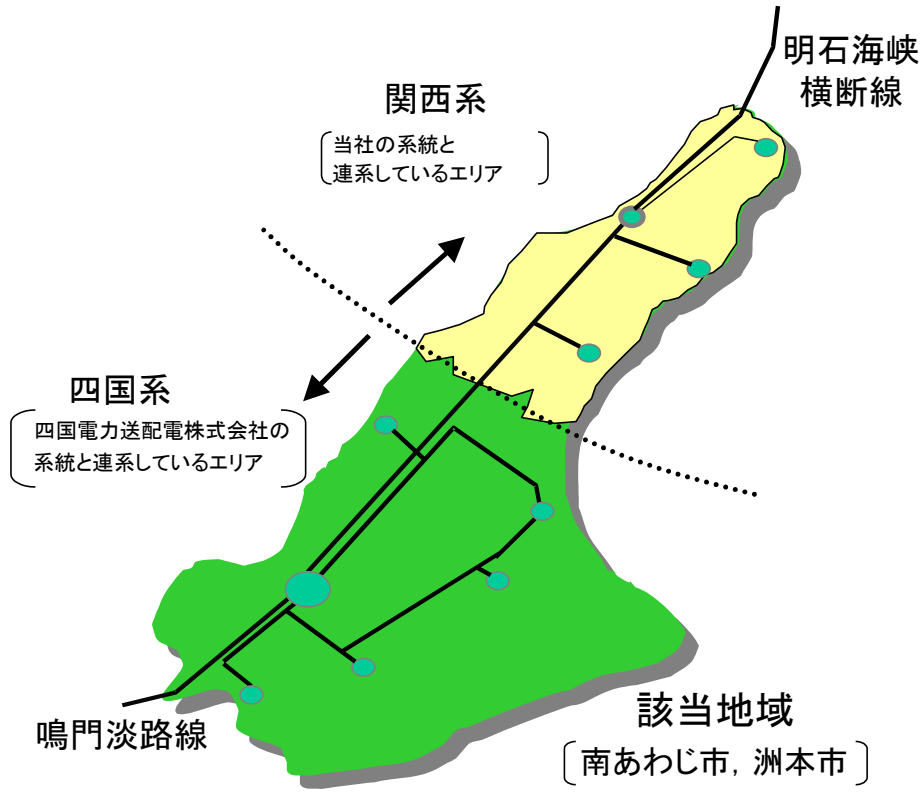 明石海峡
横断線
関西系
当社の系統と
連系しているエリア
四国系
四国電力送配電株式会社の
系統と連系しているエリア
鳴門淡路線
該当地域
南あわじ市, 洲本市